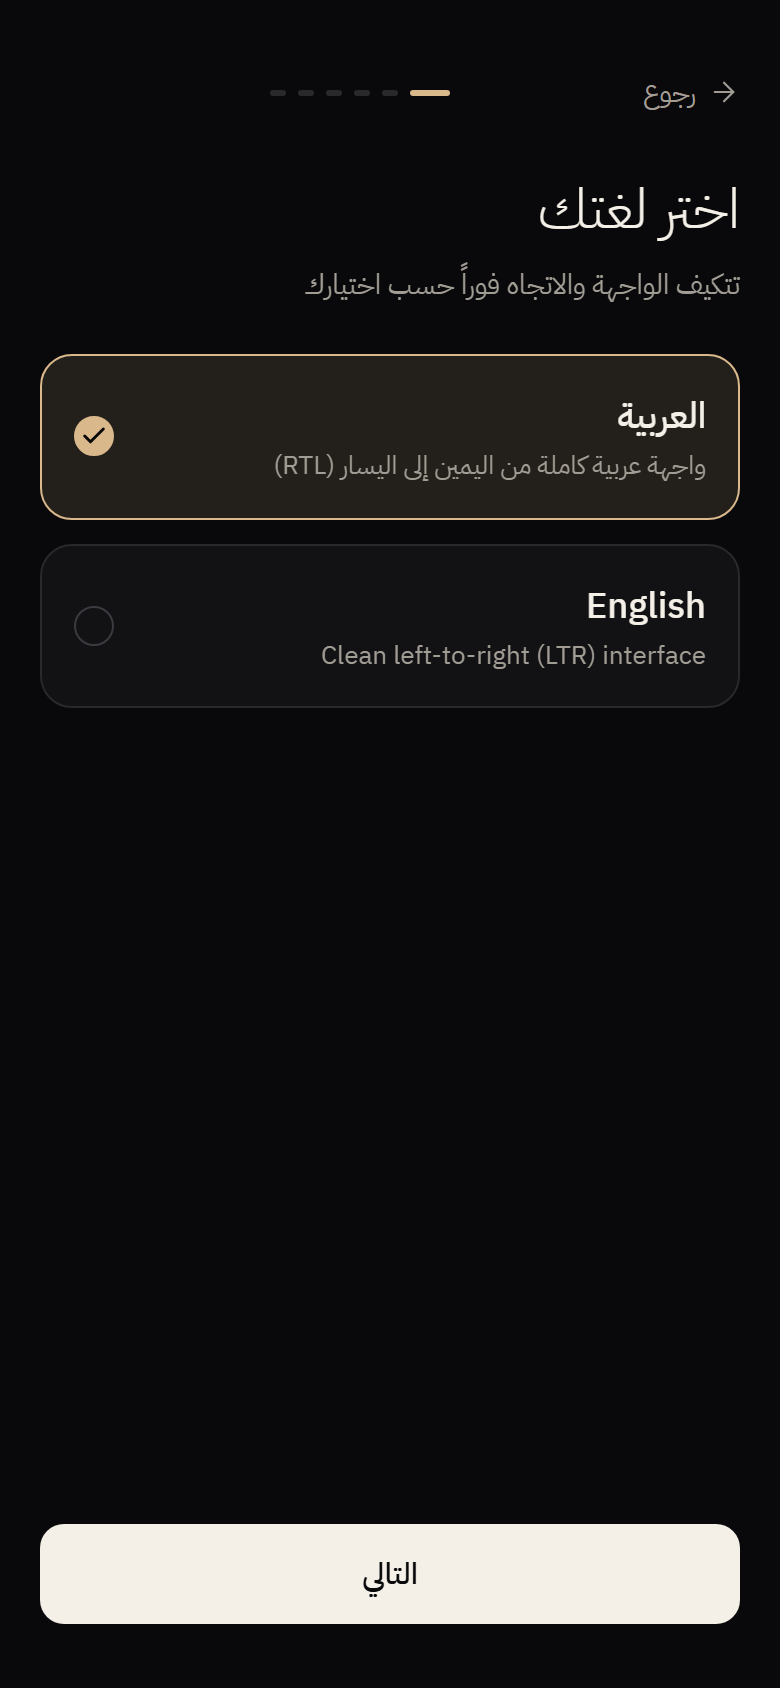 رجوع
اختر لغتك
تتكيف الواجهة والاتجاه فوراً حسب اختيارك
العربية
واجهة عربية كاملة من اليمين إلى اليسار (RTL)
English
Clean left-to-right (LTR) interface
التالي